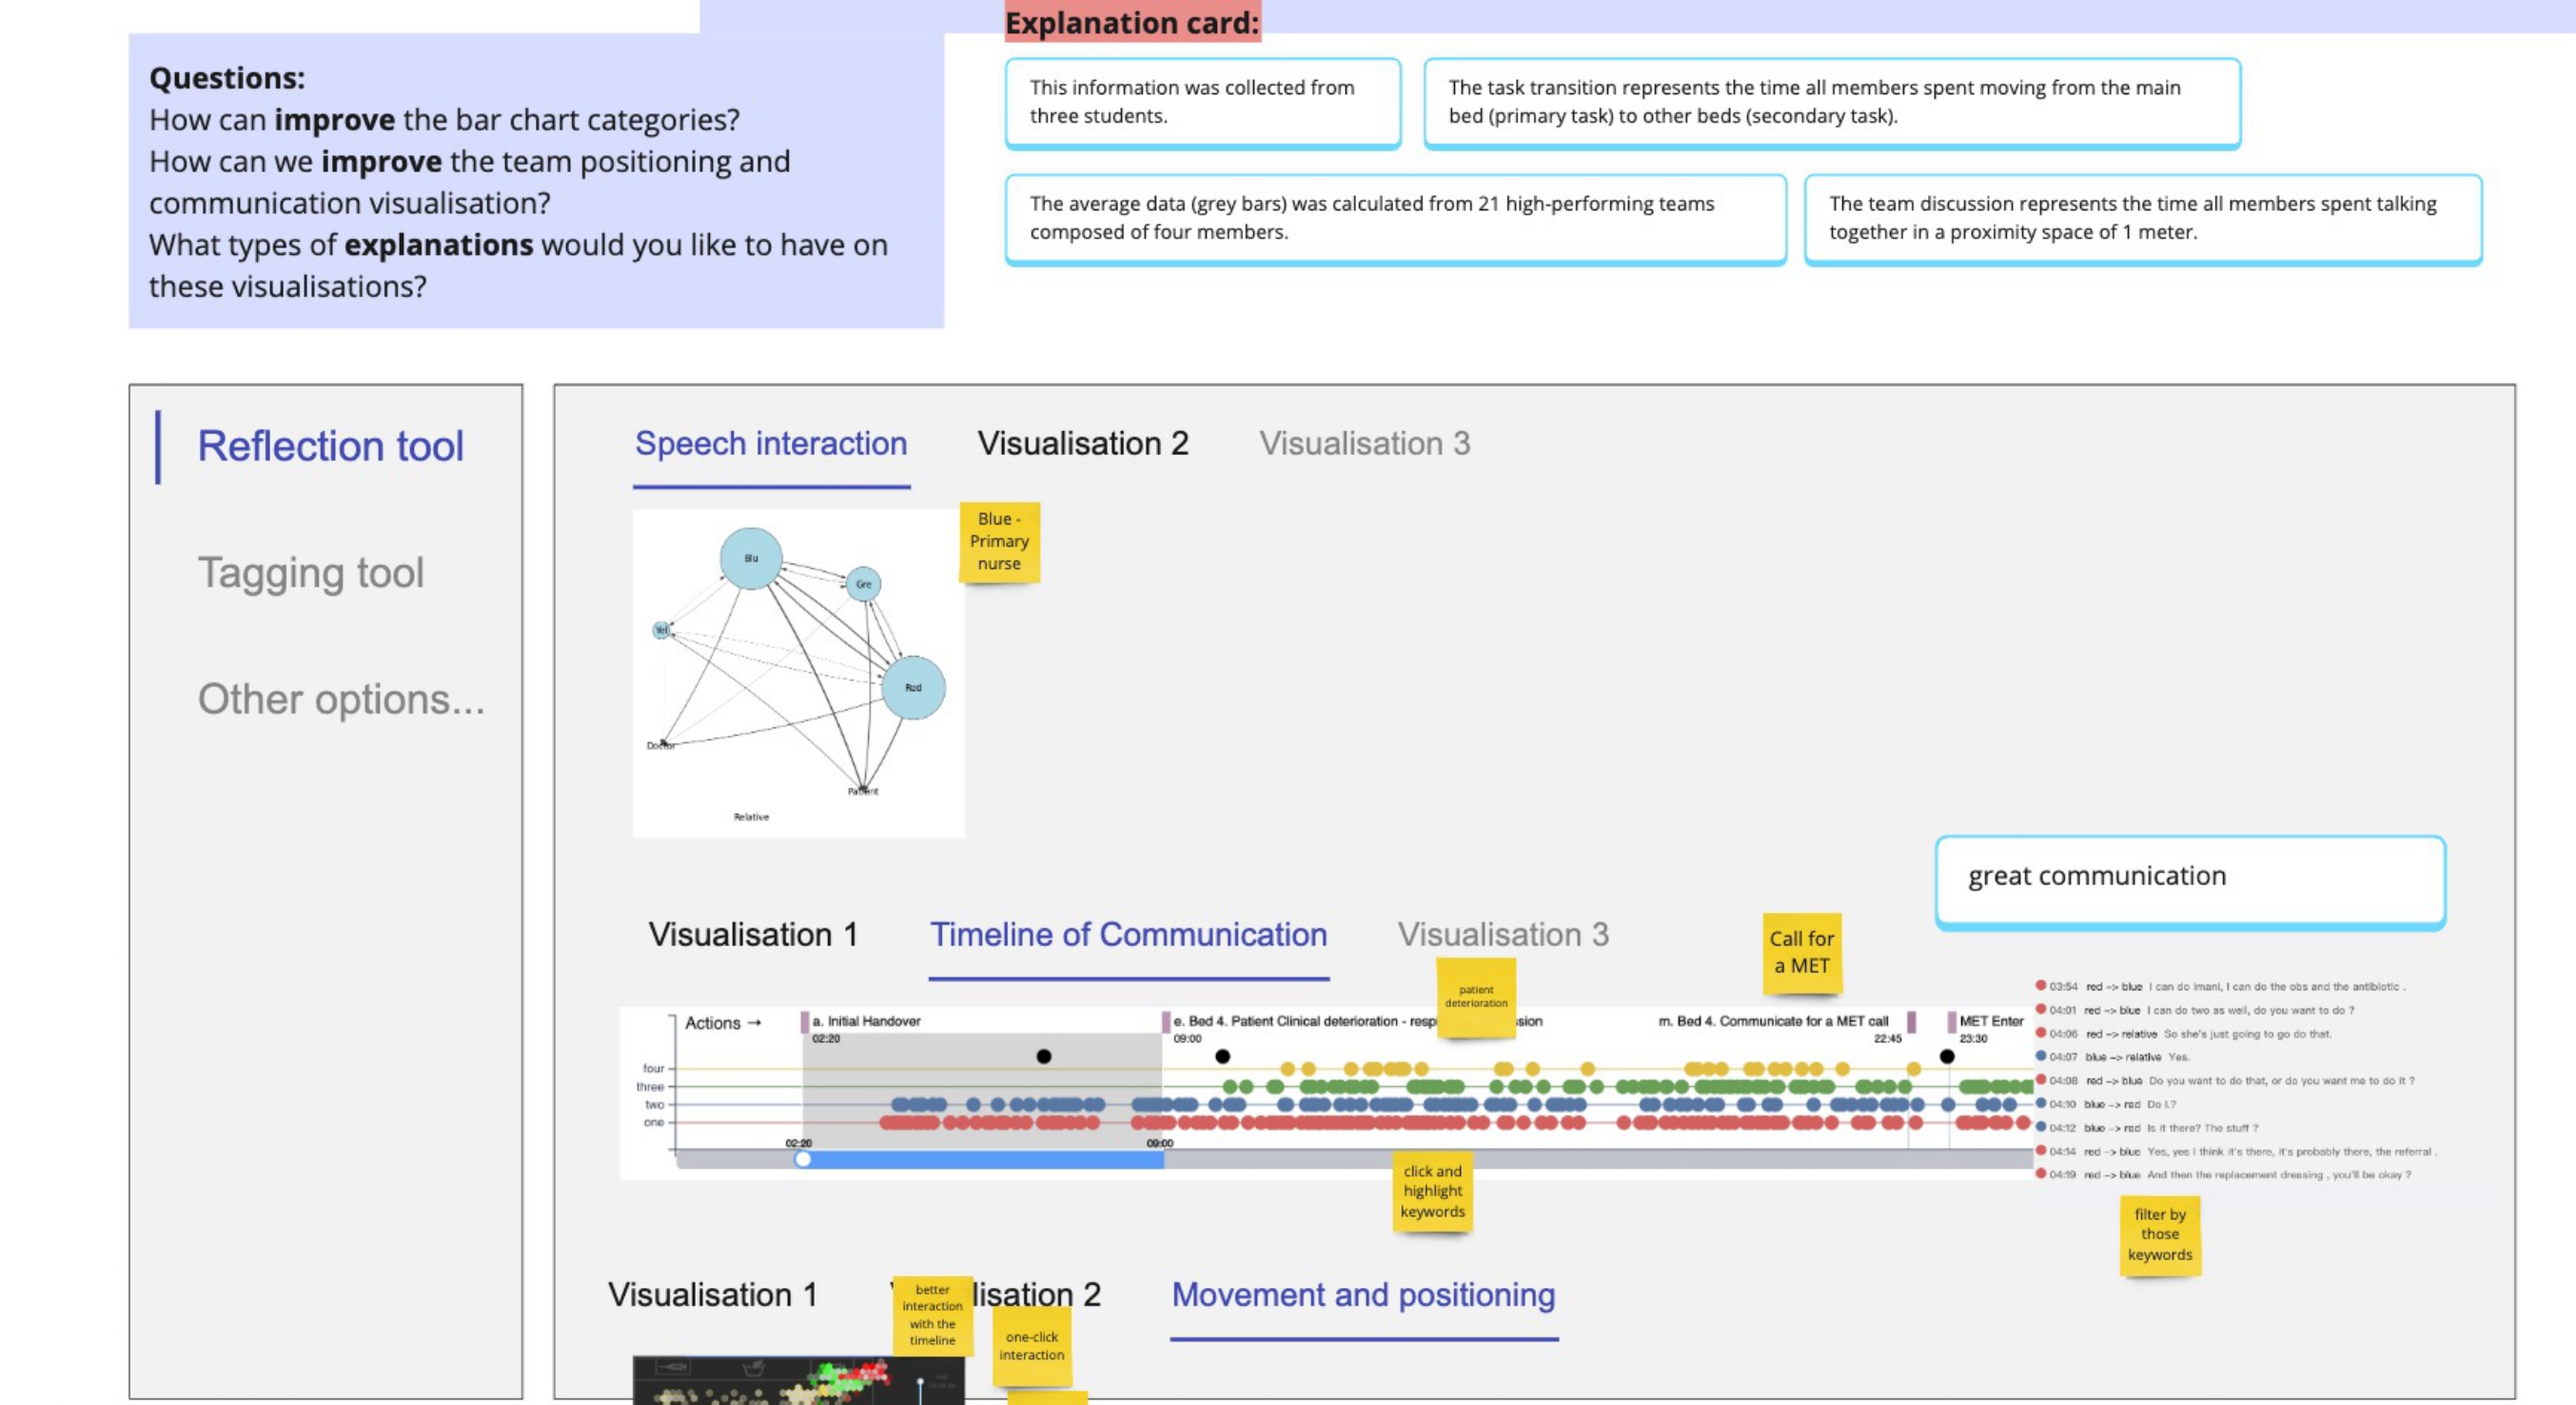 Explanation card:
Questions:
How can improve the bar chart categories?
How can we improve the team positioning and
communication visualisation?
What types of explanations would you like to have on
these visualisations?
This information was collected from
three students.
The task transition represents the time all members spent moving from the main
bed (primary task) to other beds (secondary task).
The average data (grey bars) was calculated from 21 high-performing teams
composed of four members.
The team discussion represents the time all members spent talking
together in a proximity space of 1 meter.
Reflection tool
Tagging tool
Other options...
Speech interaction
Visualisation 2
Visualisation 3
Blue -
Primary
nurse
Blu
Gre
Yel
Red
Patient
Relative
great communication
Visualisation 1
Timeline of Communication
Visualisation 3
Call for
a MET
patient
deterioration
Actions →
a. Initial Handover
02:20
e. Bed 4. Patient Clinical deterioration - resp
sion
09:00
m. Bed 4. Communicate for a MET call
22:45
MET Enter
23:30
four
three
two
one
02:20
09:00
03:54 red -> blue I can do imani, I can do the obs and the antibiotic .
04:01 red -> blue I can do two as well, do you want to do ?
04:06 red -> relative So she's just going to go do that.
04:07 blue -> relative Yes.
04:08 red -> blue Do you want to do that, or do you want me to do it ?
04:10 blue -> red Do I.?
04:12 blue -> red Is it there? The stuff ?
04:14 red -> blue Yes, yes I think it's there, it's probably there, the referral .
04:19 red -> blue And then the replacement dressing , you'll be okay ?
click and
highlight
keywords
filter by
those
keywords
Visualisation 1
lisation 2
Movement and positioning
better
interaction
with the
timeline
one-click
interaction